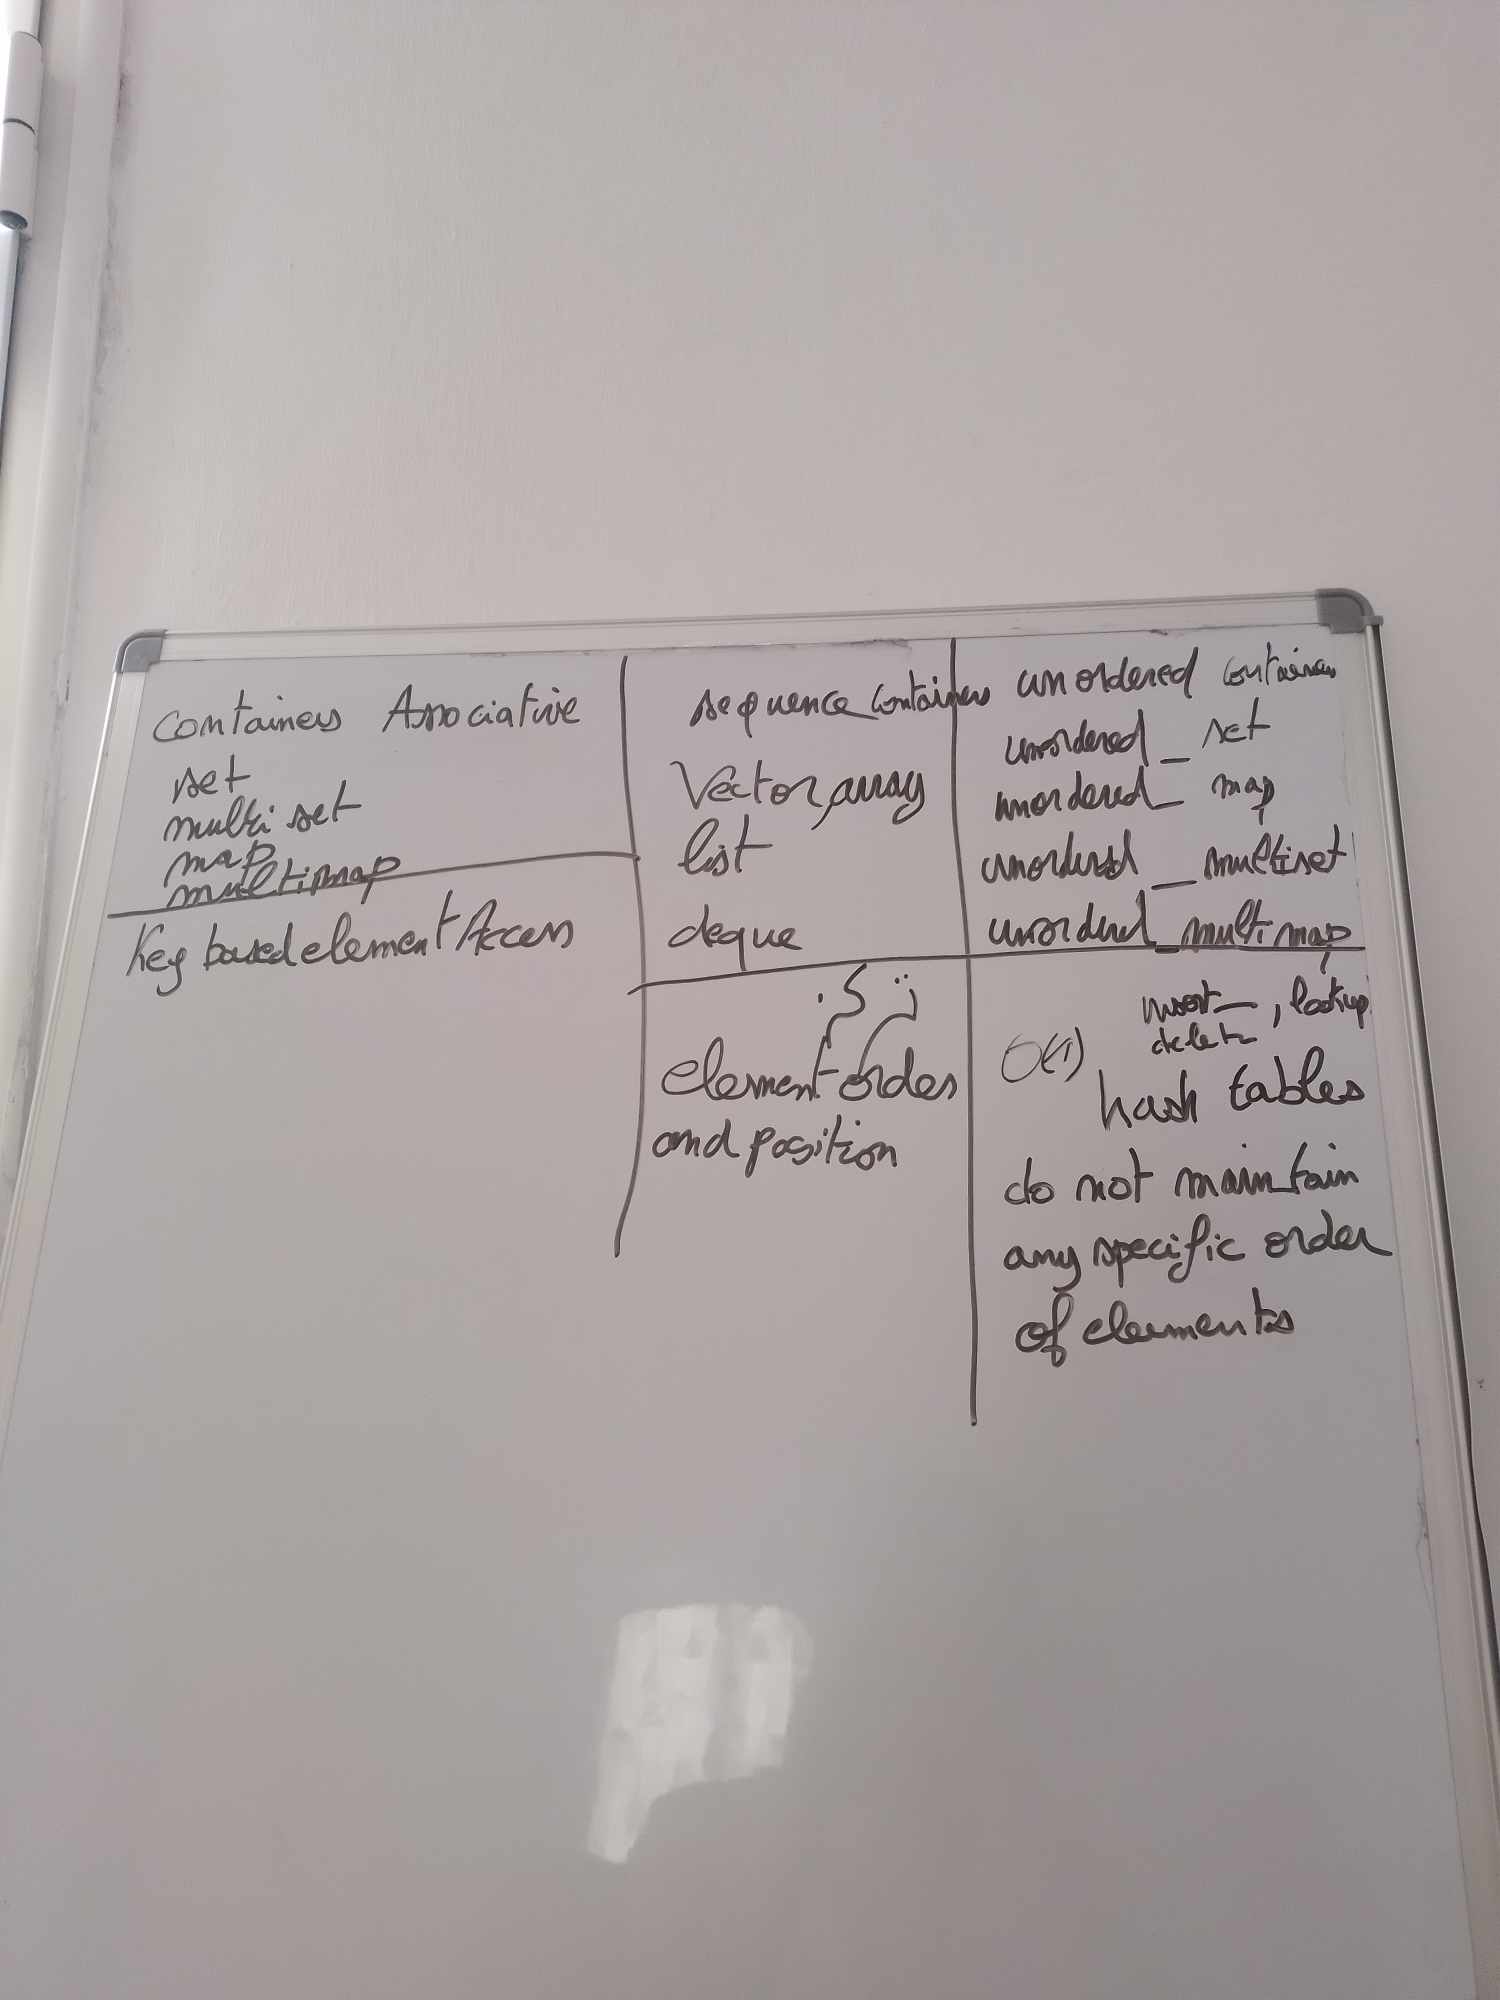 Containers Associative
set
multi set
map
multimap
Key based element Access
sequence containers
Vector, array
list
deque
element order
and position
unordered containers
unordered_set
unordered_map
unordered_multiset
unordered_multimap
insert, lookup
delete
O(1)
hash tables
do not maintain
any specific order
of elements